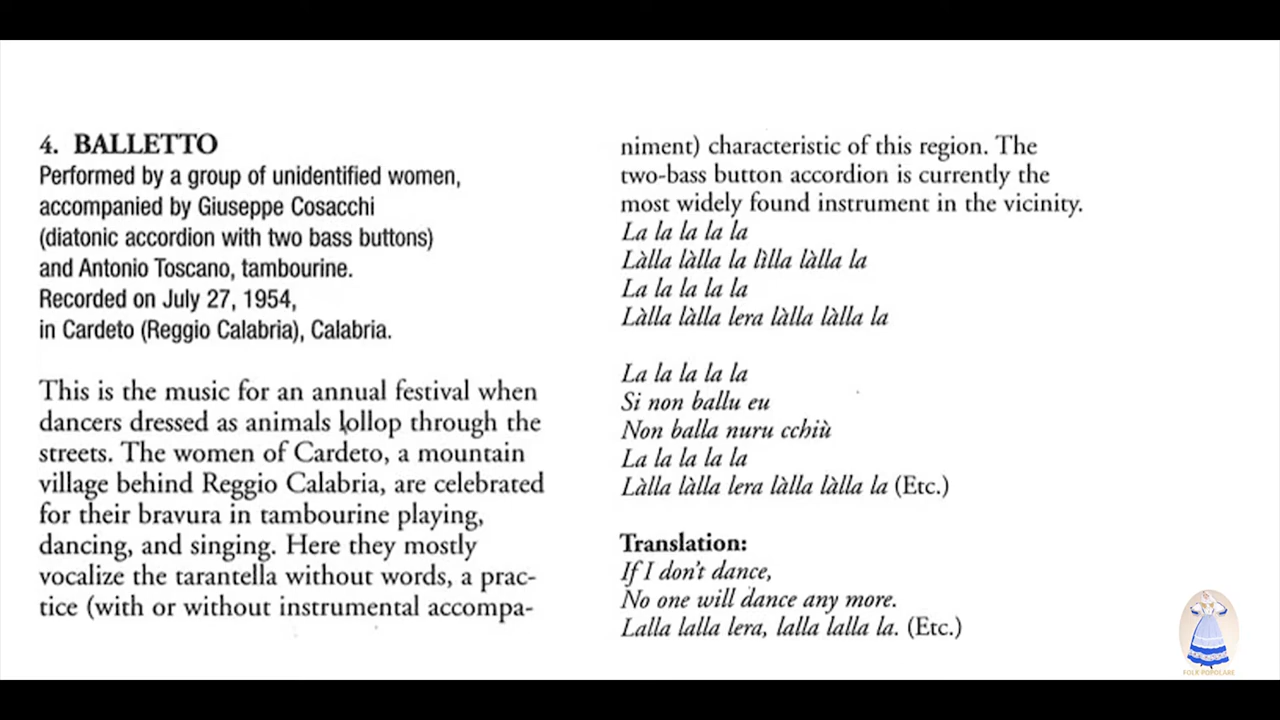 4. BALLETTO
Performed by a group of unidentified women,
accompanied by Giuseppe Cosacchi
(diatonic accordion with two bass buttons)
and Antonio Toscano, tambourine.
Recorded on July 27, 1954,
in Cardeto (Reggio Calabria), Calabria.
This is the music for an annual festival when
dancers dressed as animals lollop through the
streets. The women of Cardeto, a mountain
village behind Reggio Calabria, are celebrated
for their bravura in tambourine playing,
dancing, and singing. Here they mostly
vocalize the tarantella without words, a prac-
tice (with or without instrumental accompa-
niment) characteristic of this region. The
two-bass button accordion is currently the
most widely found instrument in the vicinity.
La la la la la
Làlla làlla la lìlla làlla la
La la la la la
Làlla làlla lera làlla làlla la
La la la la la
Si non ballu eu
Non balla nuru cchiù
La la la la la
Làlla làlla lera làlla làlla la (Etc.)
Translation:
If I don't dance,
No one will dance any more.
Lalla lalla lera, lalla lalla la. (Etc.)
FOLK POPOLARE